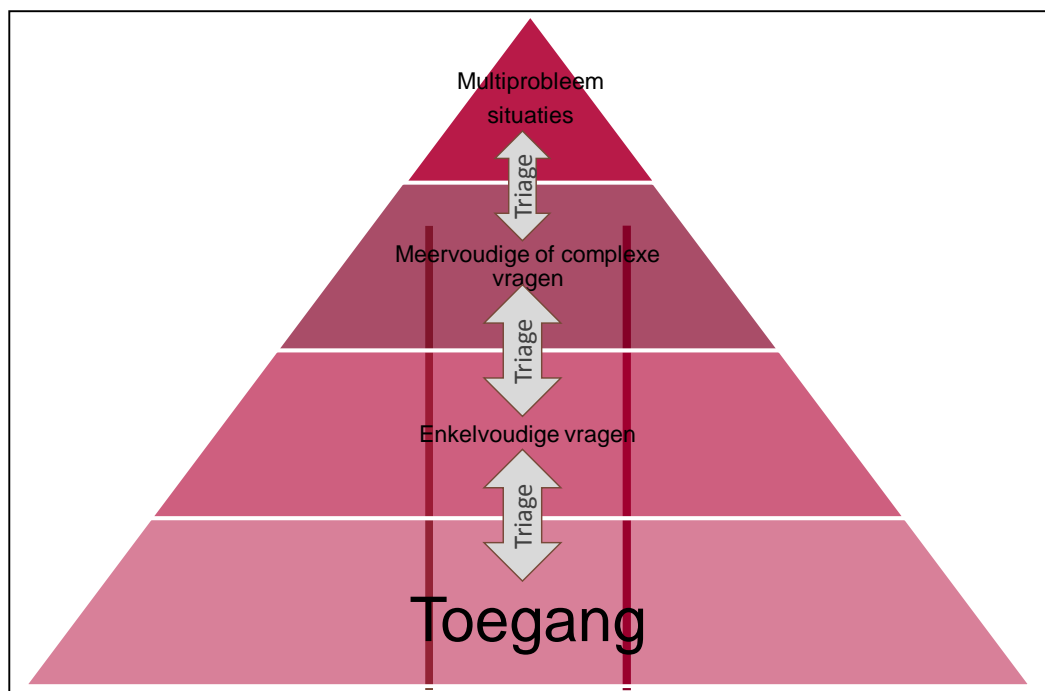 Multiprobleem
situaties
Triage
Meervoudige of complexe
vragen
Triage
Enkelvoudige vragen
Triage
Toegang